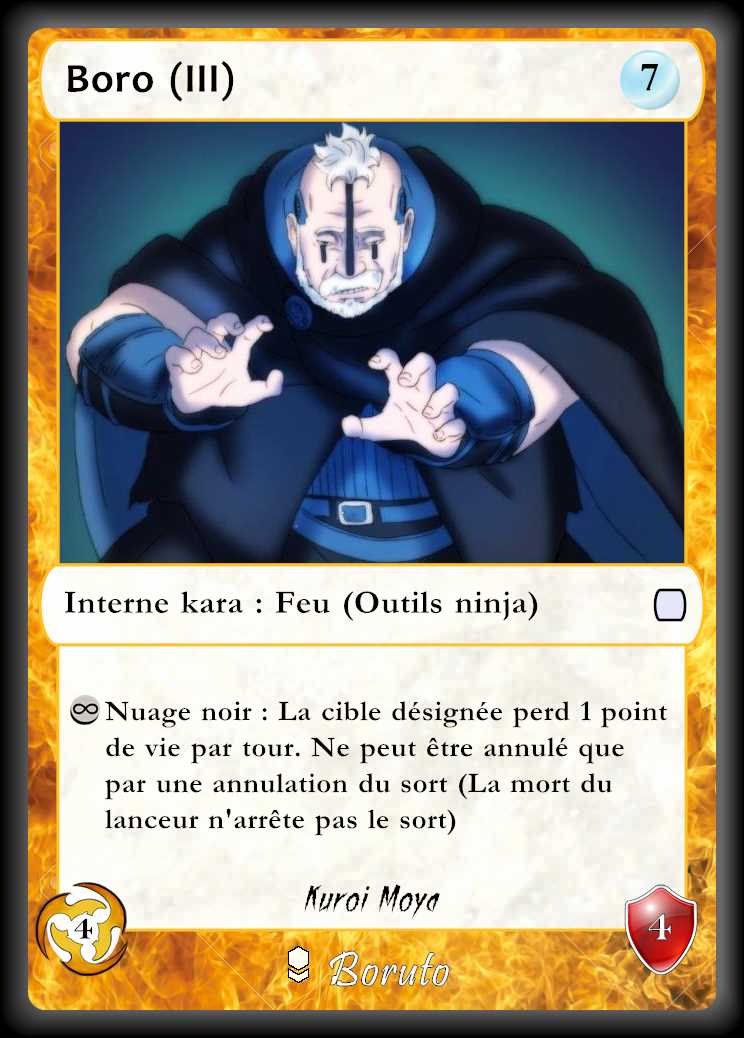 Boro (III)
7
Interne kara : Feu (Outils ninja)
∞ Nuage noir : La cible désignée perd 1 point
de vie par tour. Ne peut être annulé que
par une annulation du sort (La mort du
lanceur n'arrête pas le sort)
Kuroi Moya
4
4
Boruto